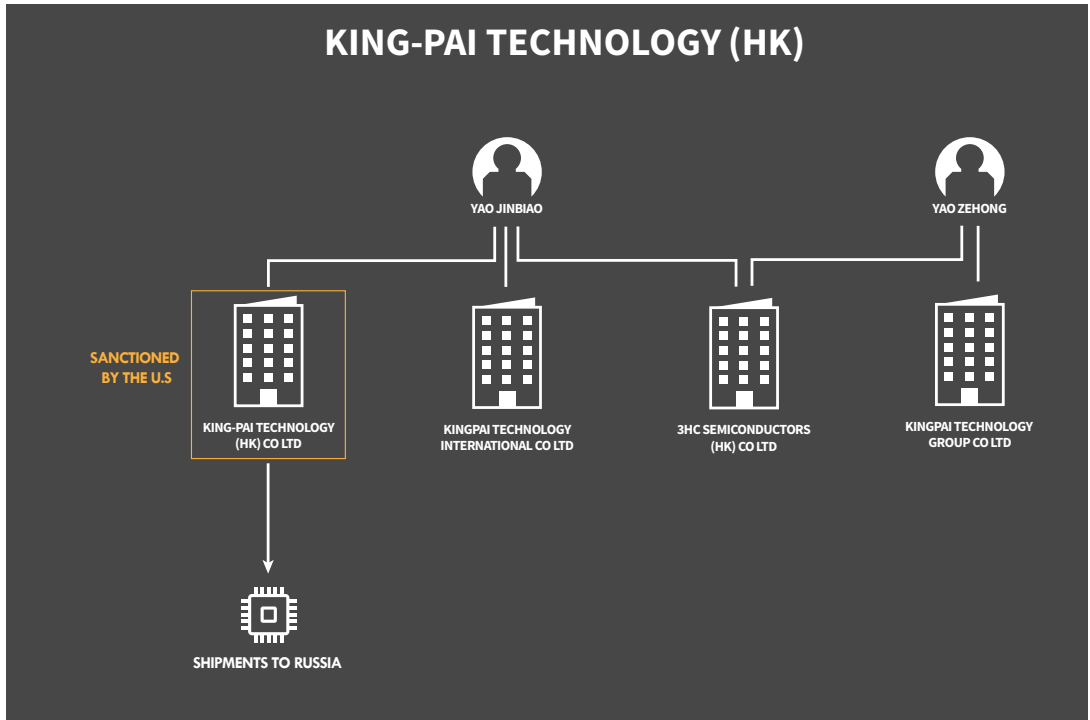 KING-PAI TECHNOLOGY (HK)
YAO JINBIAO
YAO ZEHONG
SANCTIONED
BY THE U.S
KING-PAI TECHNOLOGY
(HK) CO LTD
KINGPAI TECHNOLOGY
INTERNATIONAL CO LTD
3HC SEMICONDUCTORS
(HK) CO LTD
KINGPAI TECHNOLOGY
GROUP CO LTD
SHIPMENTS TO RUSSIA